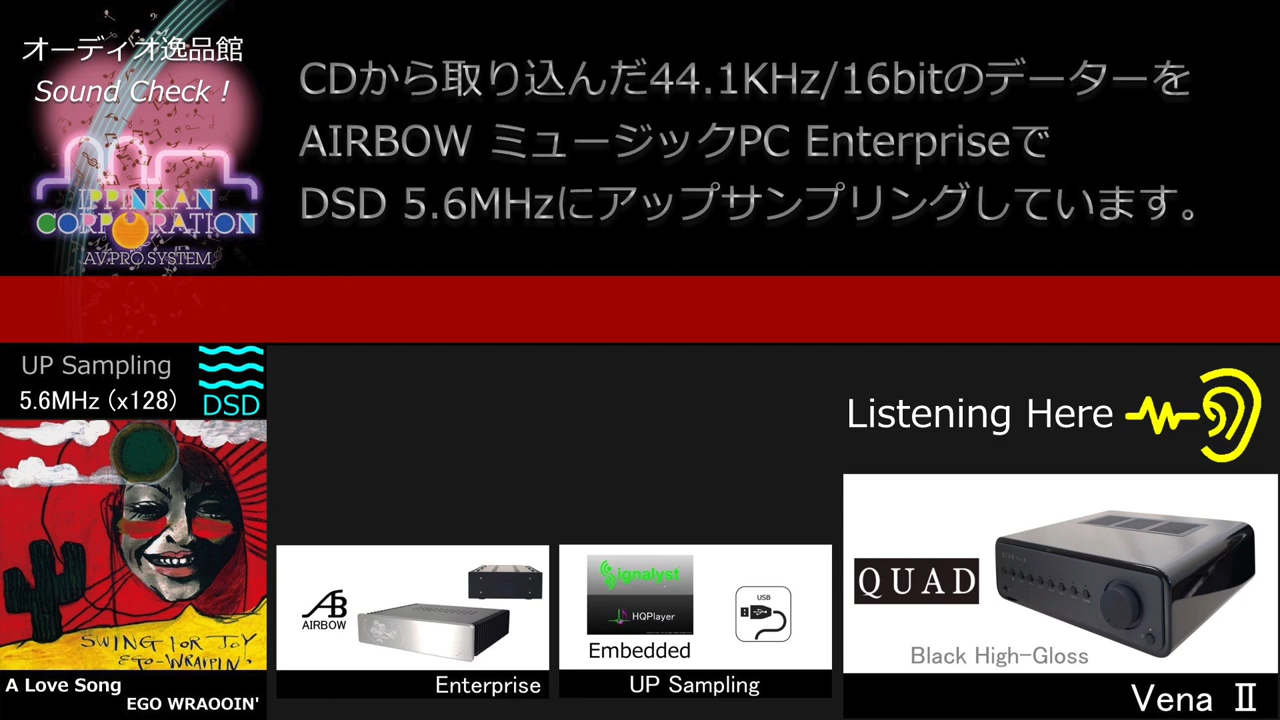 オーディオ逸品館
Sound Check !
IPPINKAN
CORPORATION
AV.PRO.SYSTEM
CDから取り込んだ44.1KHz/16bitのデーターを
AIRBOW ミュージックPC Enterpriseで
DSD 5.6MHzにアップサンプリングしています。
UP Sampling
5.6MHz (x128)
DSD
Listening Here
SWING FOR JOY
EGO-WRAPPIN'
A Love Song
EGO WRAOOIN'
AB
AIRBOW
Enterprise
Signalyst
HQPlayer
Embedded
USB
UP Sampling
QUAD
Black High-Gloss
Vena Ⅱ